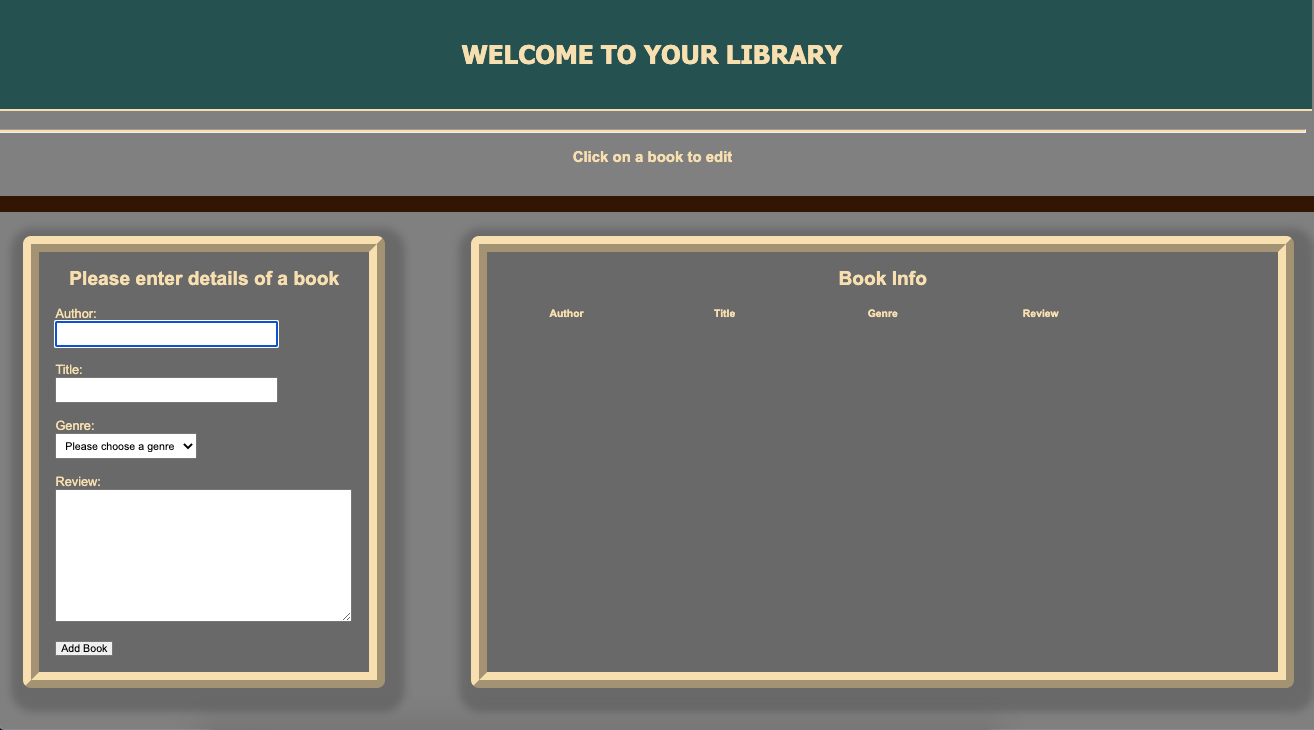 WELCOME TO YOUR LIBRARY
Click on a book to edit
Please enter details of a book
Author:
Title:
Genre:
Please choose a genre
Review:
Add Book
Book Info
Author Title Genre Review